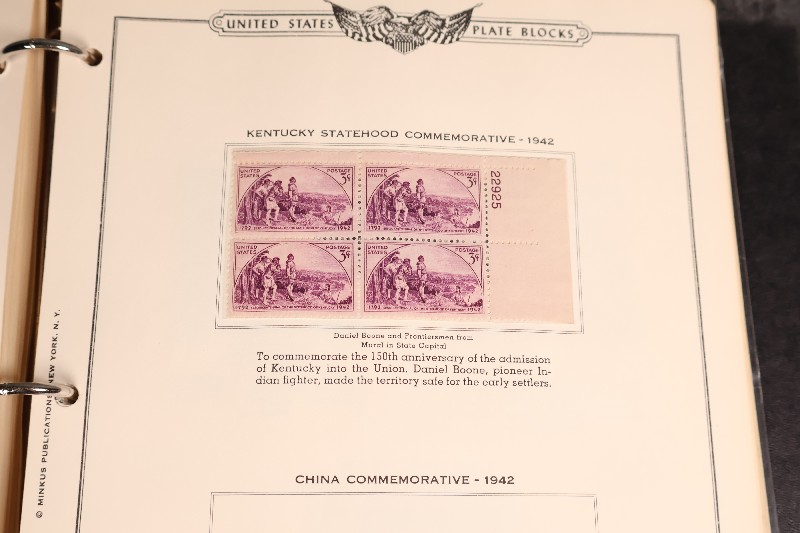 UNITED STATES PLATE BLOCKS
KENTUCKY STATEHOOD COMMEMORATIVE - 1942
UNITED STATES POSTAGE 3¢
1792 1942
UNITED STATES POSTAGE 3¢
1792 1942
22925
UNITED STATES POSTAGE 3¢
1792 1942
UNITED STATES POSTAGE 3¢
1792 1942
Daniel Boone and Frontiersmen from
Mural in State Capital
To commemorate the 150th anniversary of the admission
of Kentucky into the Union. Daniel Boone, pioneer In-
dian fighter, made the territory safe for the early settlers.
CHINA COMMEMORATIVE - 1942
© MINKUS PUBLICATIONS NEW YORK, N. Y.